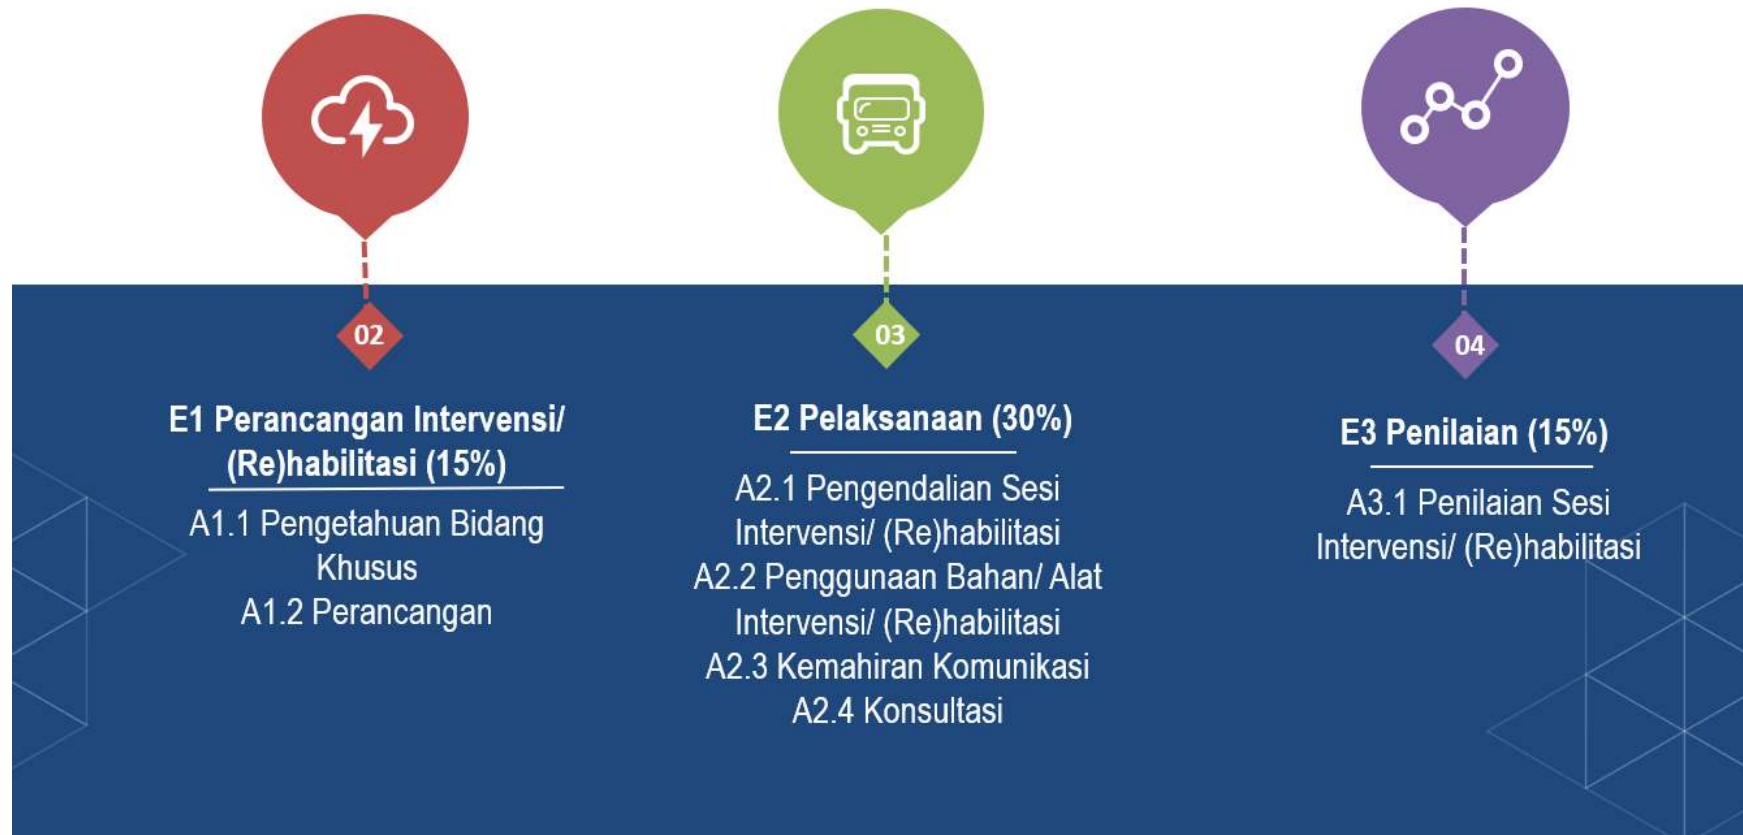 02
E1 Perancangan Intervensi/
(Re)habilitasi (15%)
A1.1 Pengetahuan Bidang
Khusus
A1.2 Perancangan
03
E2 Pelaksanaan (30%)
A2.1 Pengendalian Sesi
Intervensi/ (Re)habilitasi
A2.2 Penggunaan Bahan/ Alat
Intervensi/ (Re)habilitasi
A2.3 Kemahiran Komunikasi
A2.4 Konsultasi
04
E3 Penilaian (15%)
A3.1 Penilaian Sesi
Intervensi/ (Re)habilitasi